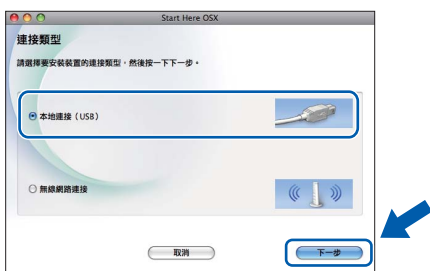 Start Here OSX
連接類型
請選擇要安裝裝置的連接類型，然後按一下下一步。
本地連接（USB）
無線網路連接
取消
下一步